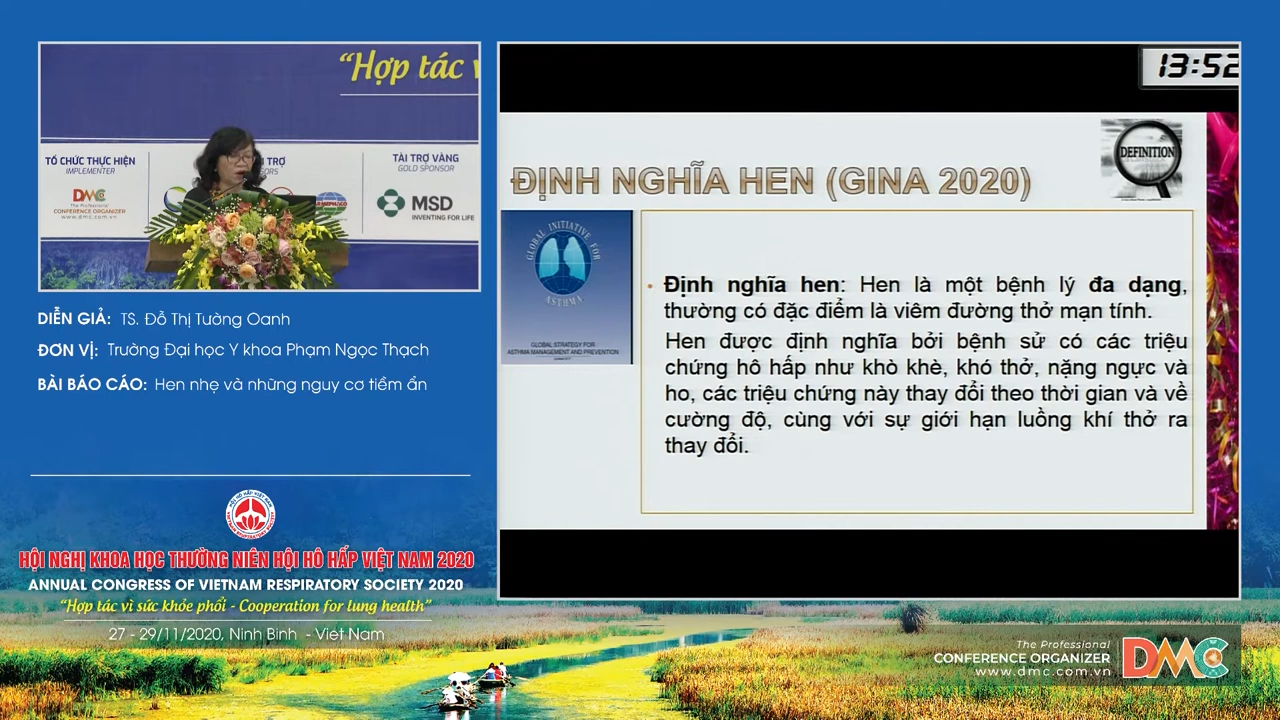 “Hợp tác v
TỔ CHỨC THỰC HIỆN
IMPLEMENTER
DMC
The Professional
CONFERENCE ORGANIZER
www.dmc.com.vn
TÀI TRỢ VÀNG
GOLD SPONSOR
MSD
INVENTING FOR LIFE
DIỄN GIẢ: TS. Đỗ Thị Tường Oanh
ĐƠN VỊ: Trường Đại học Y khoa Phạm Ngọc Thạch
BÀI BÁO CÁO: Hen nhẹ và những nguy cơ tiềm ẩn
HỘI NGHỊ KHOA HỌC THƯỜNG NIÊN HỘI HÔ HẤP VIỆT NAM 2020
ANNUAL CONGRESS OF VIETNAM RESPIRATORY SOCIETY 2020
“Hợp tác vì sức khỏe phổi - Cooperation for lung health”
27 - 29/11/2020, Ninh Bình - Việt Nam
13:52
DEFINITION
ĐỊNH NGHĨA HEN (GINA 2020)
GLOBAL INITIATIVE FOR
ASTHMA
GLOBAL STRATEGY FOR
ASTHMA MANAGEMENT AND PREVENTION
• Định nghĩa hen: Hen là một bệnh lý đa dạng,
thường có đặc điểm là viêm đường thở mạn tính.
Hen được định nghĩa bởi bệnh sử có các triệu
chứng hô hấp như khò khè, khó thở, nặng ngực và
ho, các triệu chứng này thay đổi theo thời gian và về
cường độ, cùng với sự giới hạn luồng khí thở ra
thay đổi.
The Professional
CONFERENCE ORGANIZER
www.dmc.com.vn
DMC